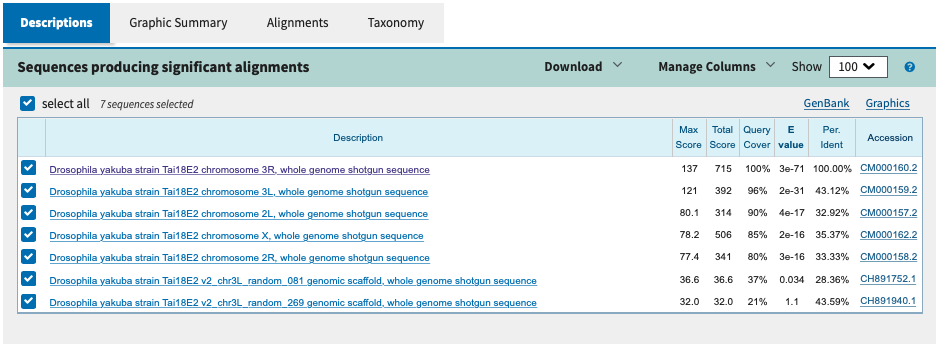 Descriptions Graphic Summary Alignments Taxonomy
Sequences producing significant alignments Download Manage Columns Show 100 ?
select all 7 sequences selected GenBank Graphics
Description Max Score Total Score Query Cover E value Per. Ident Accession
Drosophila yakuba strain Tai18E2 chromosome 3R, whole genome shotgun sequence 137 715 100% 3e-71 100.00% CM000160.2
Drosophila yakuba strain Tai18E2 chromosome 3L, whole genome shotgun sequence 121 392 96% 2e-31 43.12% CM000159.2
Drosophila yakuba strain Tai18E2 chromosome 2L, whole genome shotgun sequence 80.1 314 90% 4e-17 32.92% CM000157.2
Drosophila yakuba strain Tai18E2 chromosome X, whole genome shotgun sequence 78.2 506 85% 2e-16 35.37% CM000162.2
Drosophila yakuba strain Tai18E2 chromosome 2R, whole genome shotgun sequence 77.4 341 80% 3e-16 33.33% CM000158.2
Drosophila yakuba strain Tai18E2 v2_chr3L_random_081 genomic scaffold, whole genome shotgun sequence 36.6 36.6 37% 0.034 28.36% CH891752.1
Drosophila yakuba strain Tai18E2 v2_chr3L_random_269 genomic scaffold, whole genome shotgun sequence 32.0 32.0 21% 1.1 43.59% CH891940.1